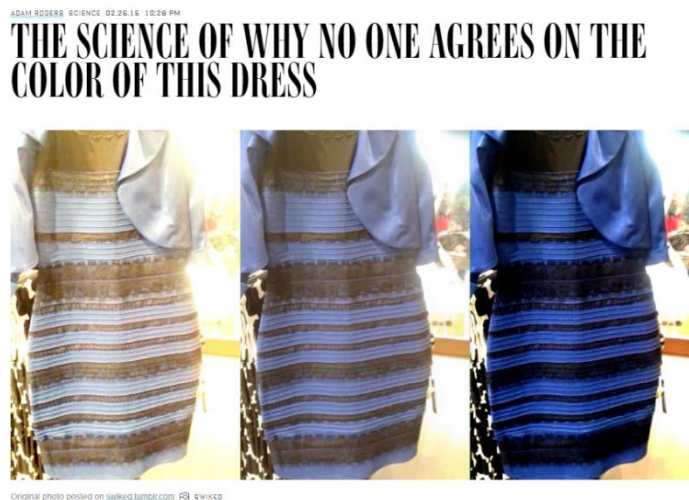 ADAM ROGERS SCIENCE 02.26.15 10:28 PM
THE SCIENCE OF WHY NO ONE AGREES ON THE
COLOR OF THIS DRESS
Original photo posted on swiked.tumblr.com SWIKED